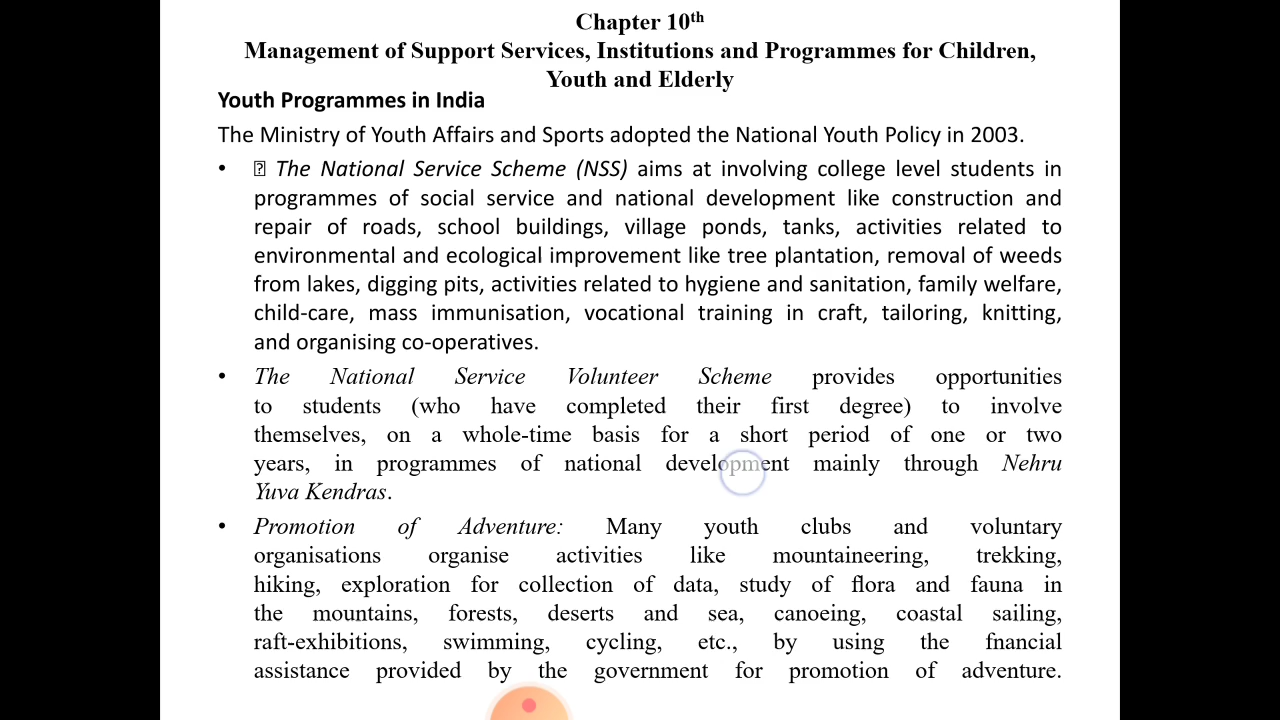 Chapter 10th
Management of Support Services, Institutions and Programmes for Children,
Youth and Elderly
Youth Programmes in India
The Ministry of Youth Affairs and Sports adopted the National Youth Policy in 2003.
• The National Service Scheme (NSS) aims at involving college level students in
programmes of social service and national development like construction and
repair of roads, school buildings, village ponds, tanks, activities related to
environmental and ecological improvement like tree plantation, removal of weeds
from lakes, digging pits, activities related to hygiene and sanitation, family welfare,
child-care, mass immunisation, vocational training in craft, tailoring, knitting,
and organising co-operatives.
• The National Service Volunteer Scheme provides opportunities
to students (who have completed their first degree) to involve
themselves, on a whole-time basis for a short period of one or two
years, in programmes of national development mainly through Nehru
Yuva Kendras.
• Promotion of Adventure: Many youth clubs and voluntary
organisations organise activities like mountaineering, trekking,
hiking, exploration for collection of data, study of flora and fauna in
the mountains, forests, deserts and sea, canoeing, coastal sailing,
raft-exhibitions, swimming, cycling, etc., by using the fnancial
assistance provided by the government for promotion of adventure.